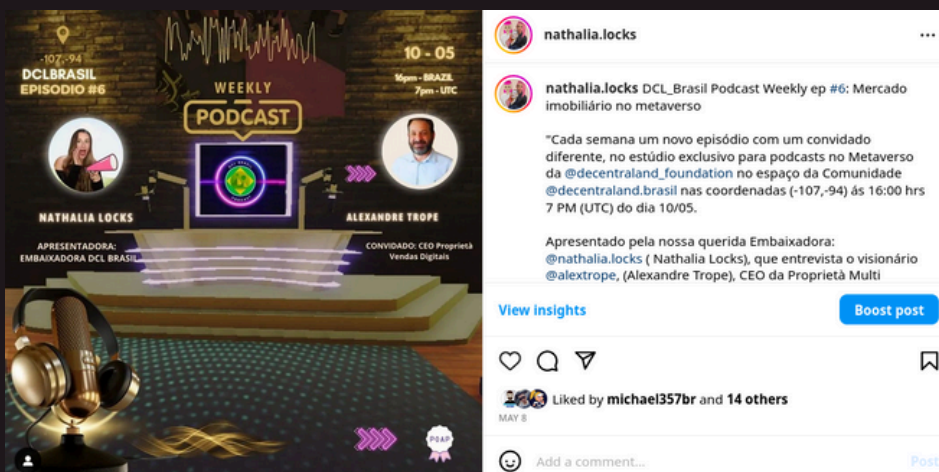 -107,-94
DCLBRASIL
EPISODIO #6
WEEKLY
PODCAST
10 - 05
16pm - BRAZIL
7pm - UTC
NATHALIA LOCKS
APRESENTADORA:
EMBAIXADORA DCL BRASIL
ALEXANDRE TROPE
CONVIDADO: CEO Proprietà
Vendas Digitais
POAP
nathalia.locks
nathalia.locks DCL_Brasil Podcast Weekly ep #6: Mercado
imobiliário no metaverso
"Cada semana um novo episódio com um convidado
diferente, no estúdio exclusivo para podcasts no Metaverso
da @decentraland_foundation no espaço da Comunidade
@decentraland.brasil nas coordenadas (-107,-94) ás 16:00 hrs
7 PM (UTC) do dia 10/05.
Apresentado pela nossa querida Embaixadora:
@nathalia.locks ( Nathalia Locks), que entrevista o visionário
@alextrope, (Alexandre Trope), CEO da Proprietà Multi
View insights
Boost post
Liked by michael357br and 14 others
MAY 8
Add a comment...
Post